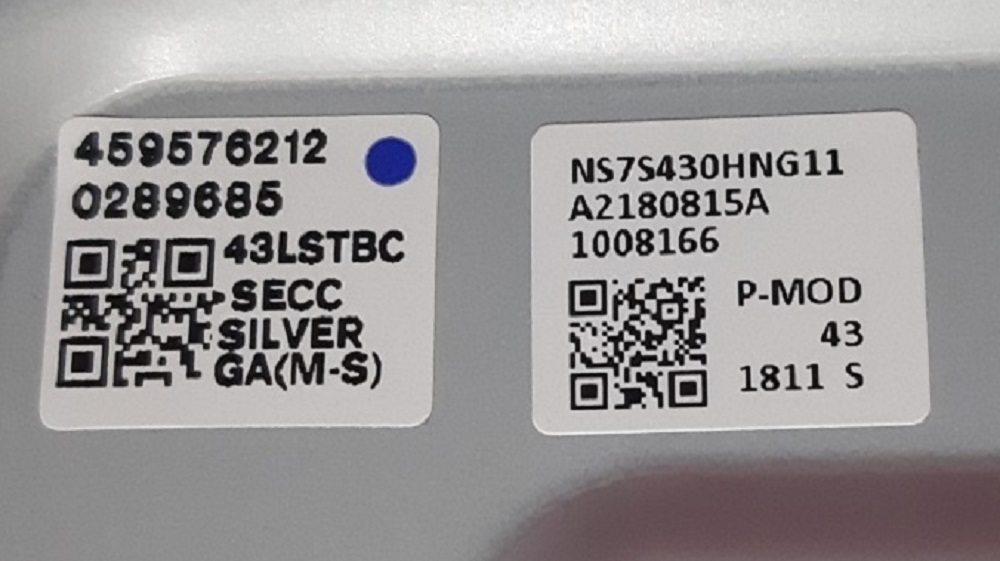 459576212
0289685
43LSTBC
SECC
SILVER
GA(M-S)
NS7S430HNG11
A2180815A
1008166
P-MOD
43
1811 S